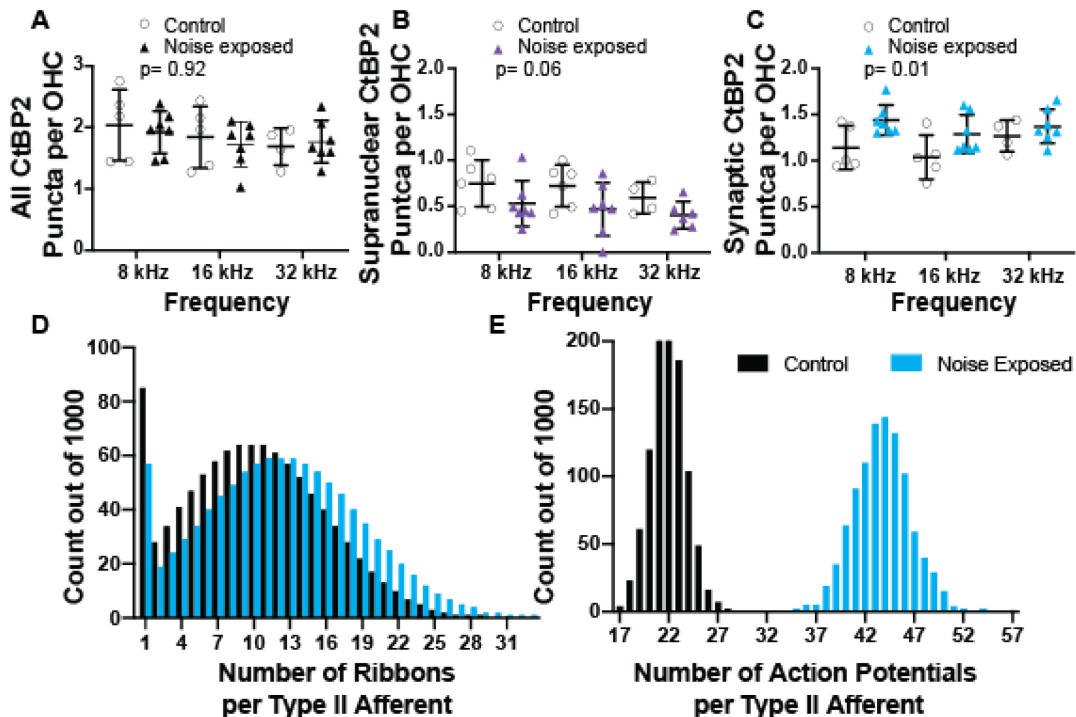 A
Control
Noise exposed
p= 0.92
All CtBP2
Puncta per OHC
3
2
1
0
8 kHz 16 kHz 32 kHz
Frequency
B
Control
Noise exposed
p= 0.06
Supranuclear CtBP2
Puntca per OHC
2.0
1.5
1.0
0.5
0.0
8 kHz 16 kHz 32 kHz
Frequency
C
Control
Noise exposed
p= 0.01
Synaptic CtBP2
Puntca per OHC
2.0
1.5
1.0
0.5
0.0
8 kHz 16 kHz 32 kHz
Frequency
D
Count out of 1000
100
80
60
40
20
0
1 4 7 10 13 16 19 22 25 28 31
Number of Ribbons
per Type II Afferent
E
Control Noise Exposed
Count out of 1000
200
150
100
50
0
17 22 27 32 37 42 47 52 57
Number of Action Potentials
per Type II Afferent